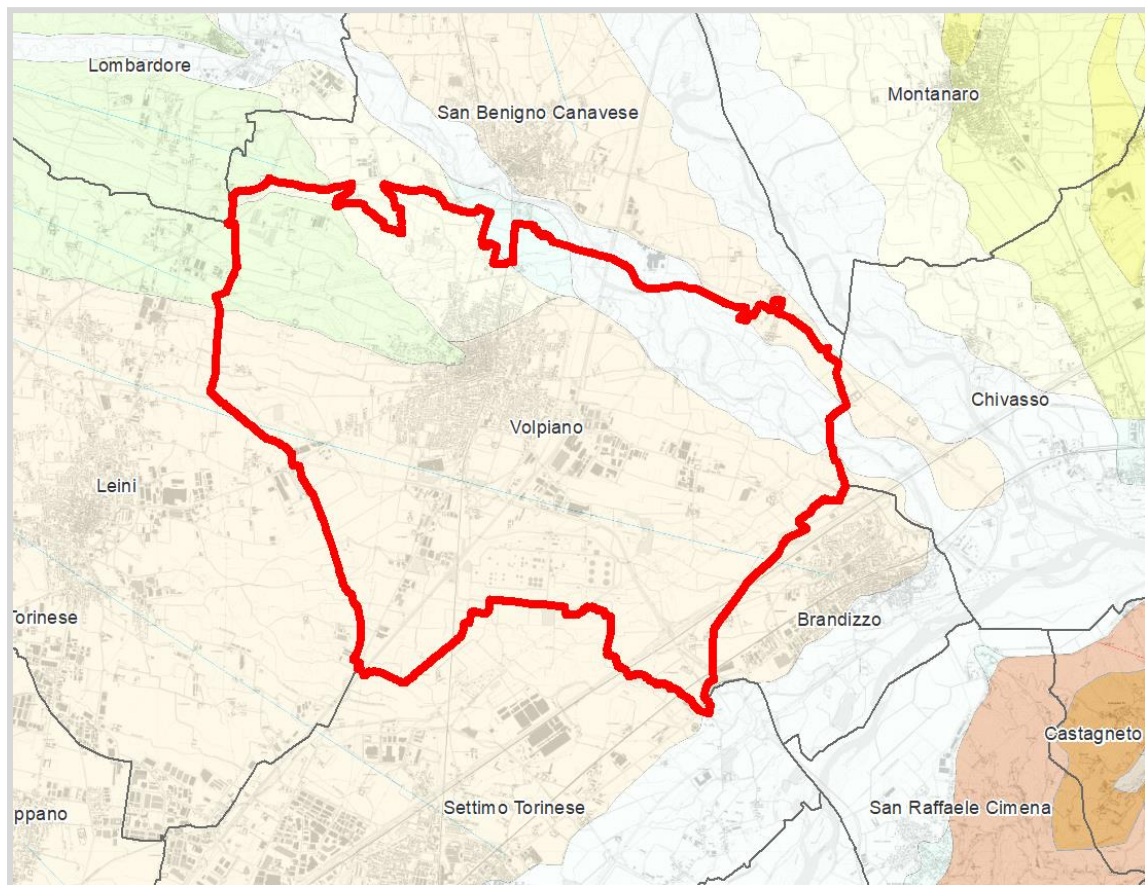 Lombardore
Montanaro
San Benigno Canavese
Chivasso
Volpiano
Leini
Torinese
Brandizzo
Castagneto
Settimo Torinese
San Raffaele Cimena
ppano